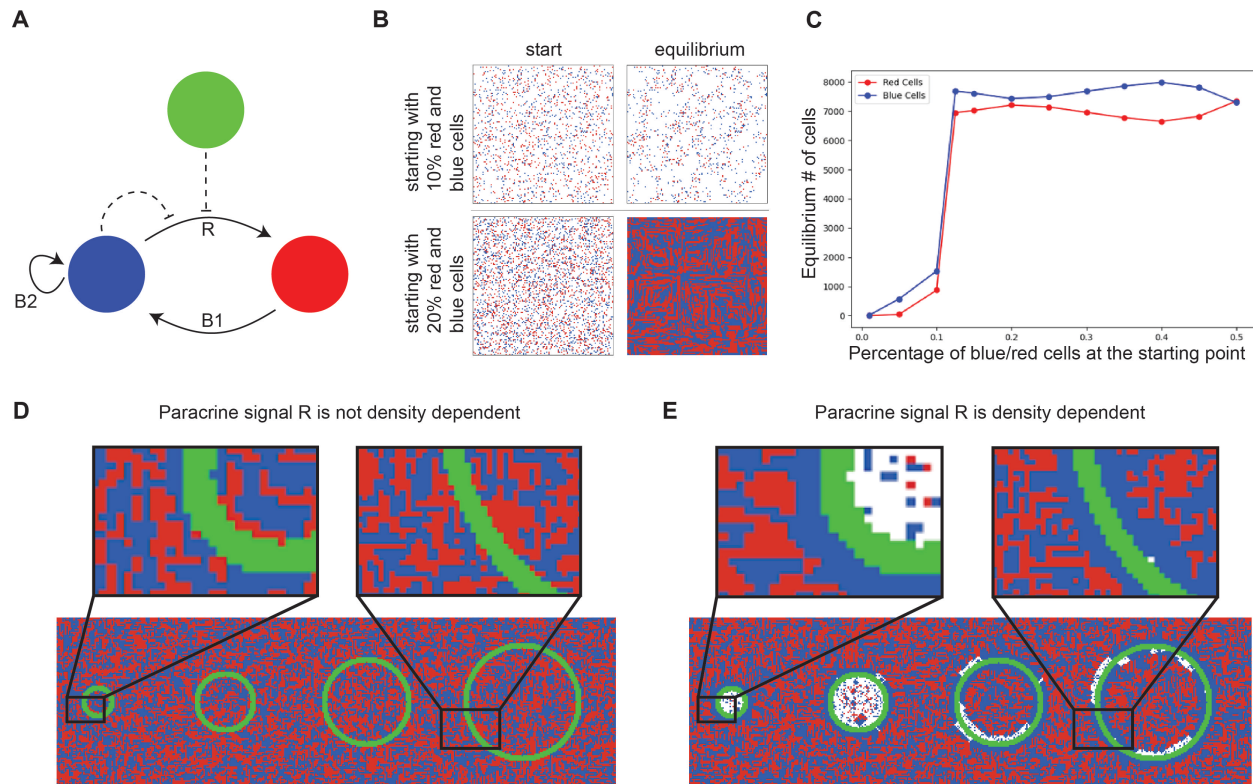 A
R
B2
B1
B
start
equilibrium
starting with
10% red and
blue cells
starting with
20% red and
blue cells
C
Red Cells
Blue Cells
8000
7000
6000
5000
4000
3000
2000
1000
0
Equilibrium # of cells
0.0
0.1
0.2
0.3
0.4
0.5
Percentage of blue/red cells at the starting point
D
Paracrine signal R is not density dependent
E
Paracrine signal R is density dependent